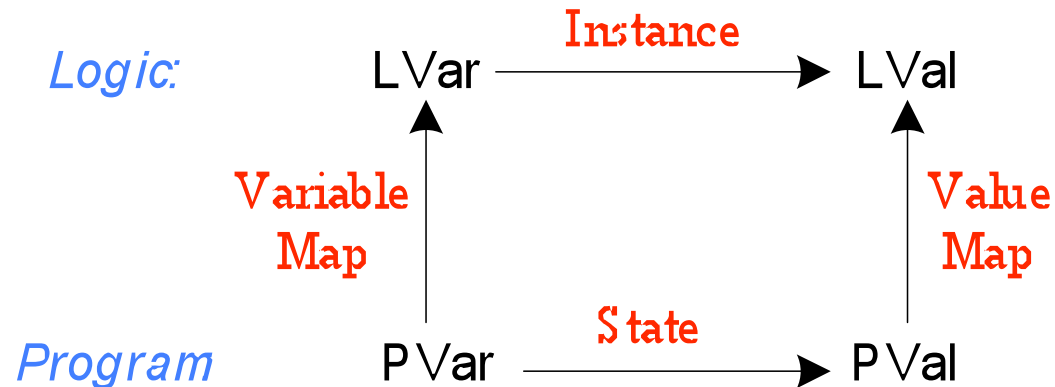 Instance
Logic: LVar LVal
Variable Map
Value Map
State
Program PVar PVal